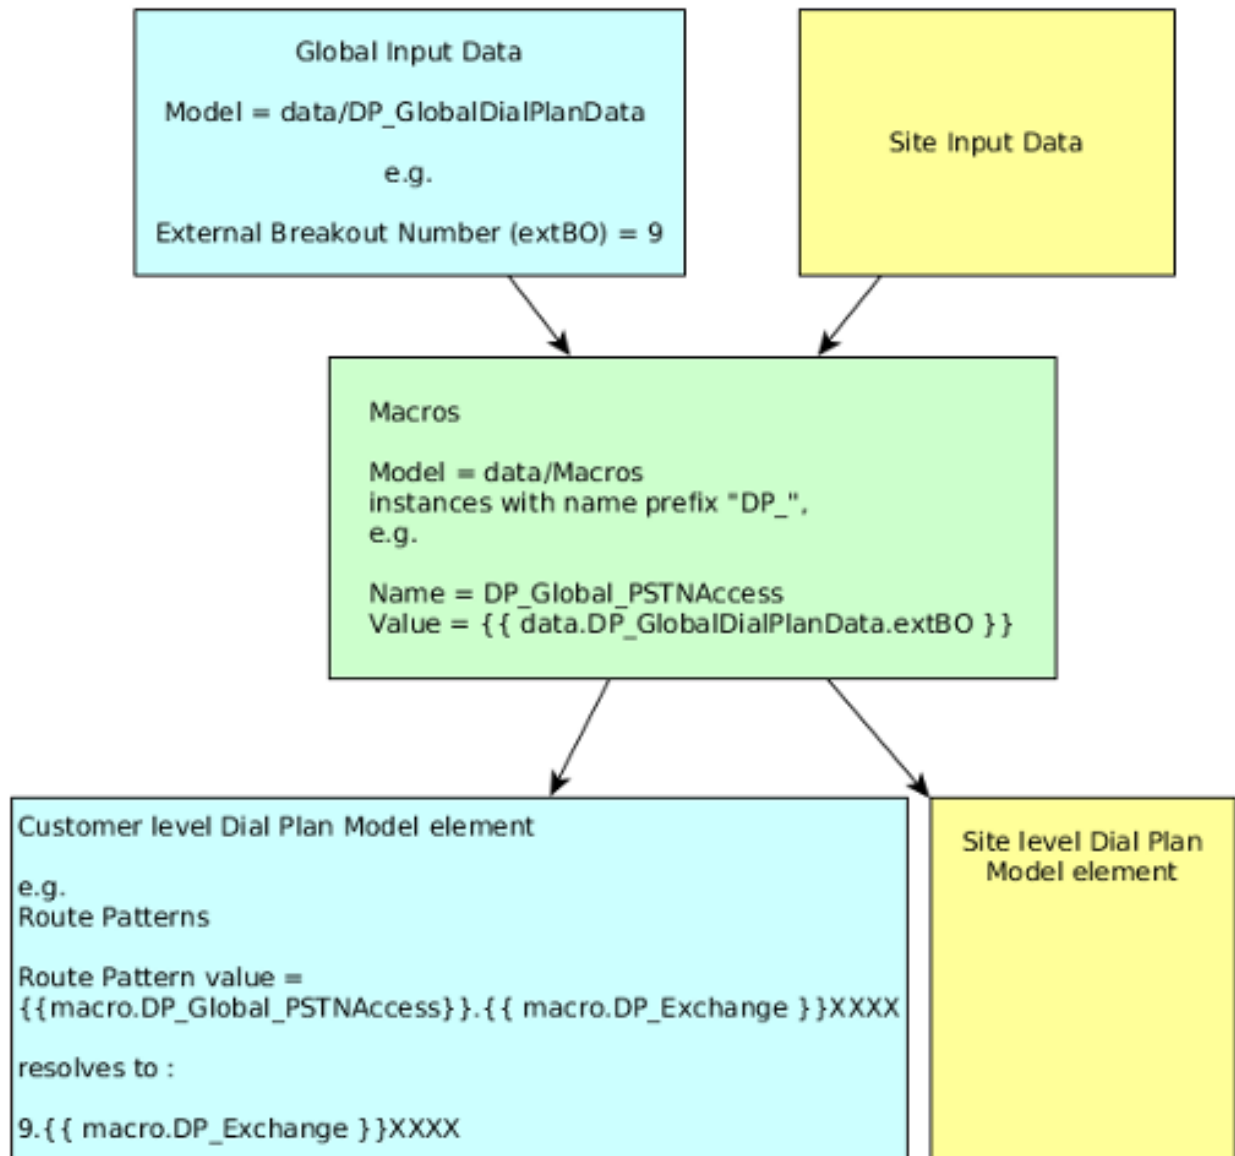 Global Input Data
Model = data/DP_GlobalDialPlanData
e.g.
External Breakout Number (extBO) = 9
Site Input Data
Macros
Model = data/Macros
instances with name prefix "DP_",
e.g.
Name = DP_Global_PSTNAccess
Value = {{ data.DP_GlobalDialPlanData.extBO }}
Customer level Dial Plan Model element
e.g.
Route Patterns
Route Pattern value =
{{macro.DP_Global_PSTNAccess}}.{{ macro.DP_Exchange }}XXXX
resolves to :
9.{{ macro.DP_Exchange }}XXXX
Site level Dial Plan
Model element